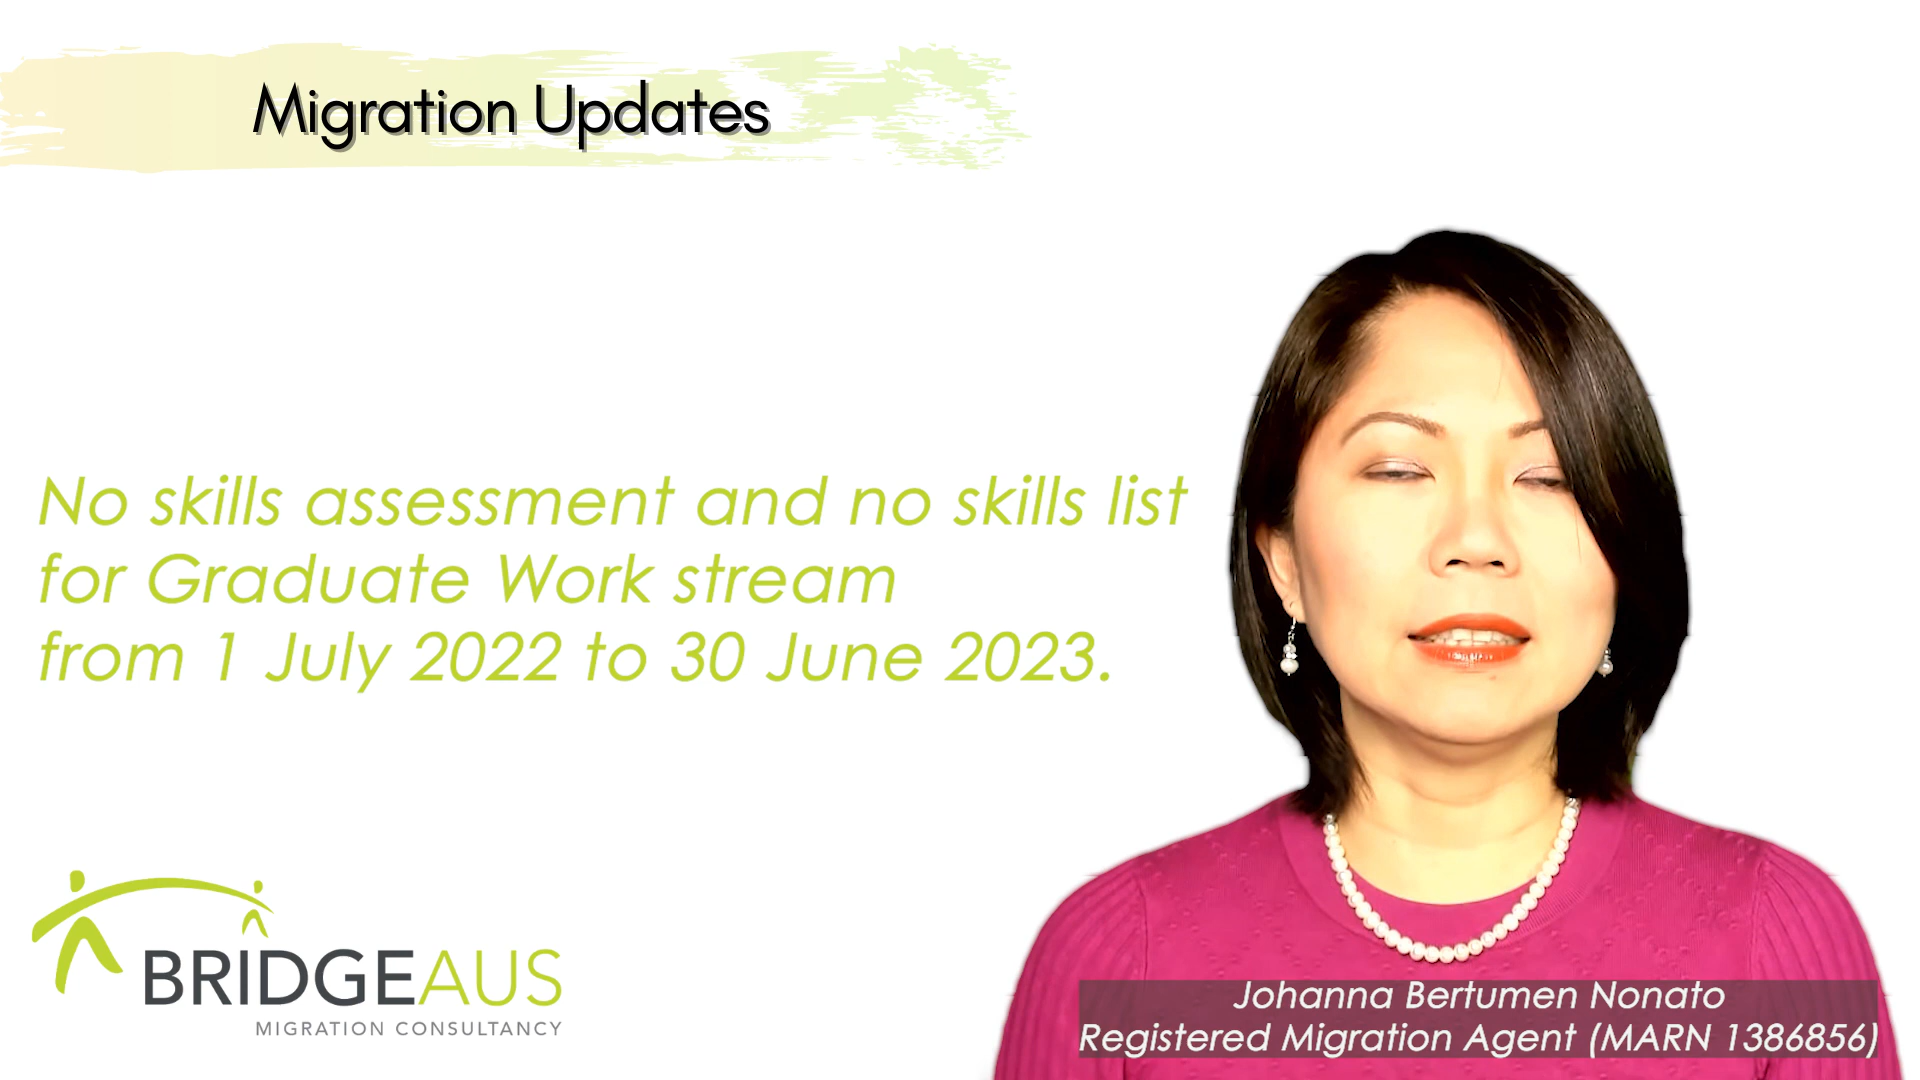 Migration Updates
No skills assessment and no skills list
for Graduate Work stream
from 1 July 2022 to 30 June 2023.
BRIDGEAUS
MIGRATION CONSULTANCY
Johanna Bertumen Nonato
Registered Migration Agent (MARN 1386856)